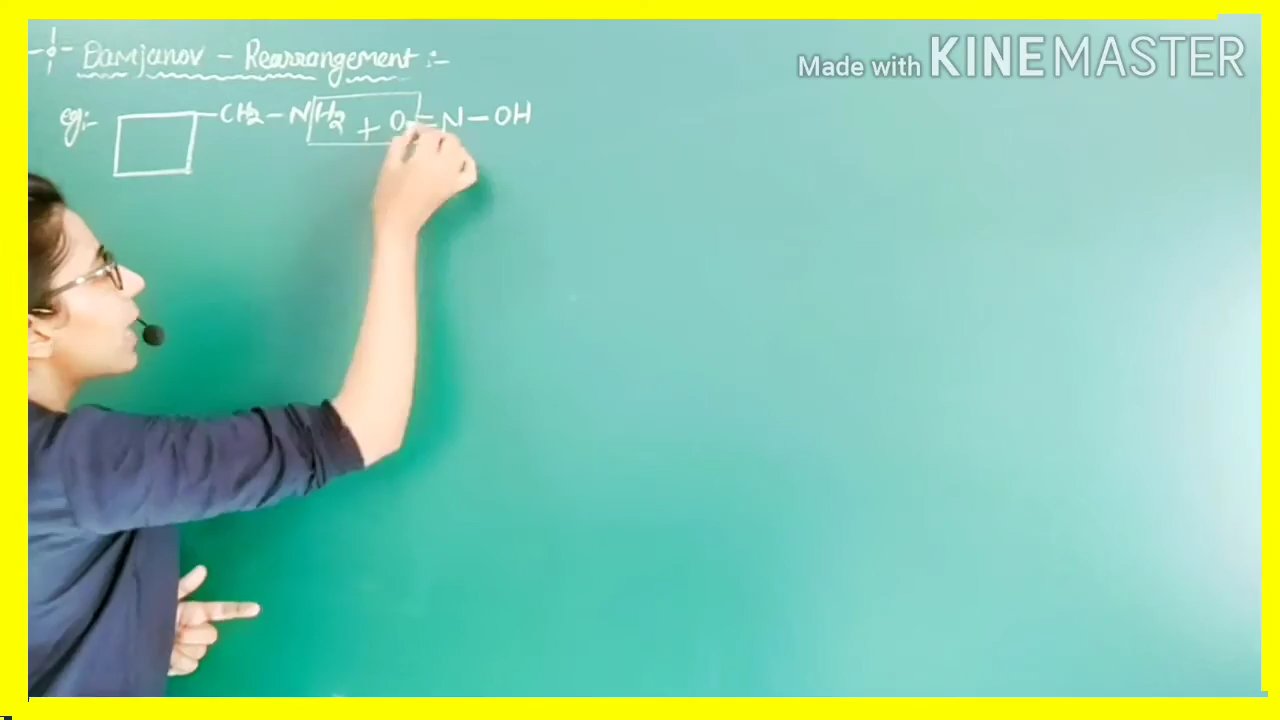 Damjanov - Rearrangement :-
Made with KINEMASTER
eg:- CH2 - NH2 + O = N - OH